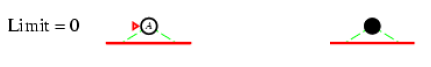 Limit = 0
A